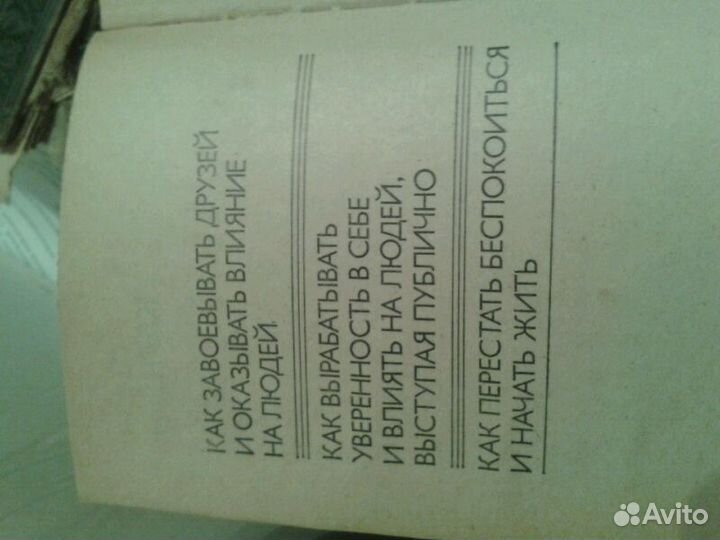 КАК ЗАВОЕВЫВАТЬ ДРУЗЕЙ
И ОКАЗЫВАТЬ ВЛИЯНИЕ
НА ЛЮДЕЙ
КАК ВЫРАБАТЫВАТЬ
УВЕРЕННОСТЬ В СЕБЕ
И ВЛИЯТЬ НА ЛЮДЕЙ,
ВЫСТУПАЯ ПУБЛИЧНО
КАК ПЕРЕСТАТЬ БЕСПОКОИТЬСЯ
И НАЧАТЬ ЖИТЬ
Avito